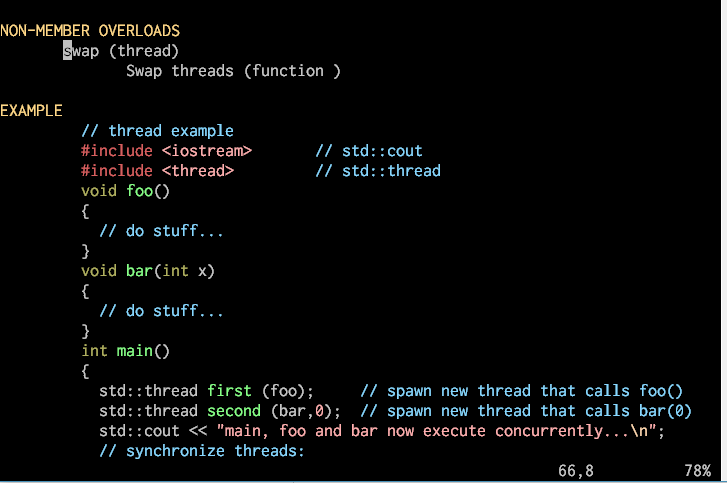 NON-MEMBER OVERLOADS
swap (thread)
Swap threads (function )
EXAMPLE
// thread example
#include <iostream>       // std::cout
#include <thread>         // std::thread
void foo()
{
// do stuff...
}
void bar(int x)
{
// do stuff...
}
int main()
{
std::thread first (foo);     // spawn new thread that calls foo()
std::thread second (bar,0);  // spawn new thread that calls bar(0)
std::cout << "main, foo and bar now execute concurrently...\n";
// synchronize threads:
66,8          78%